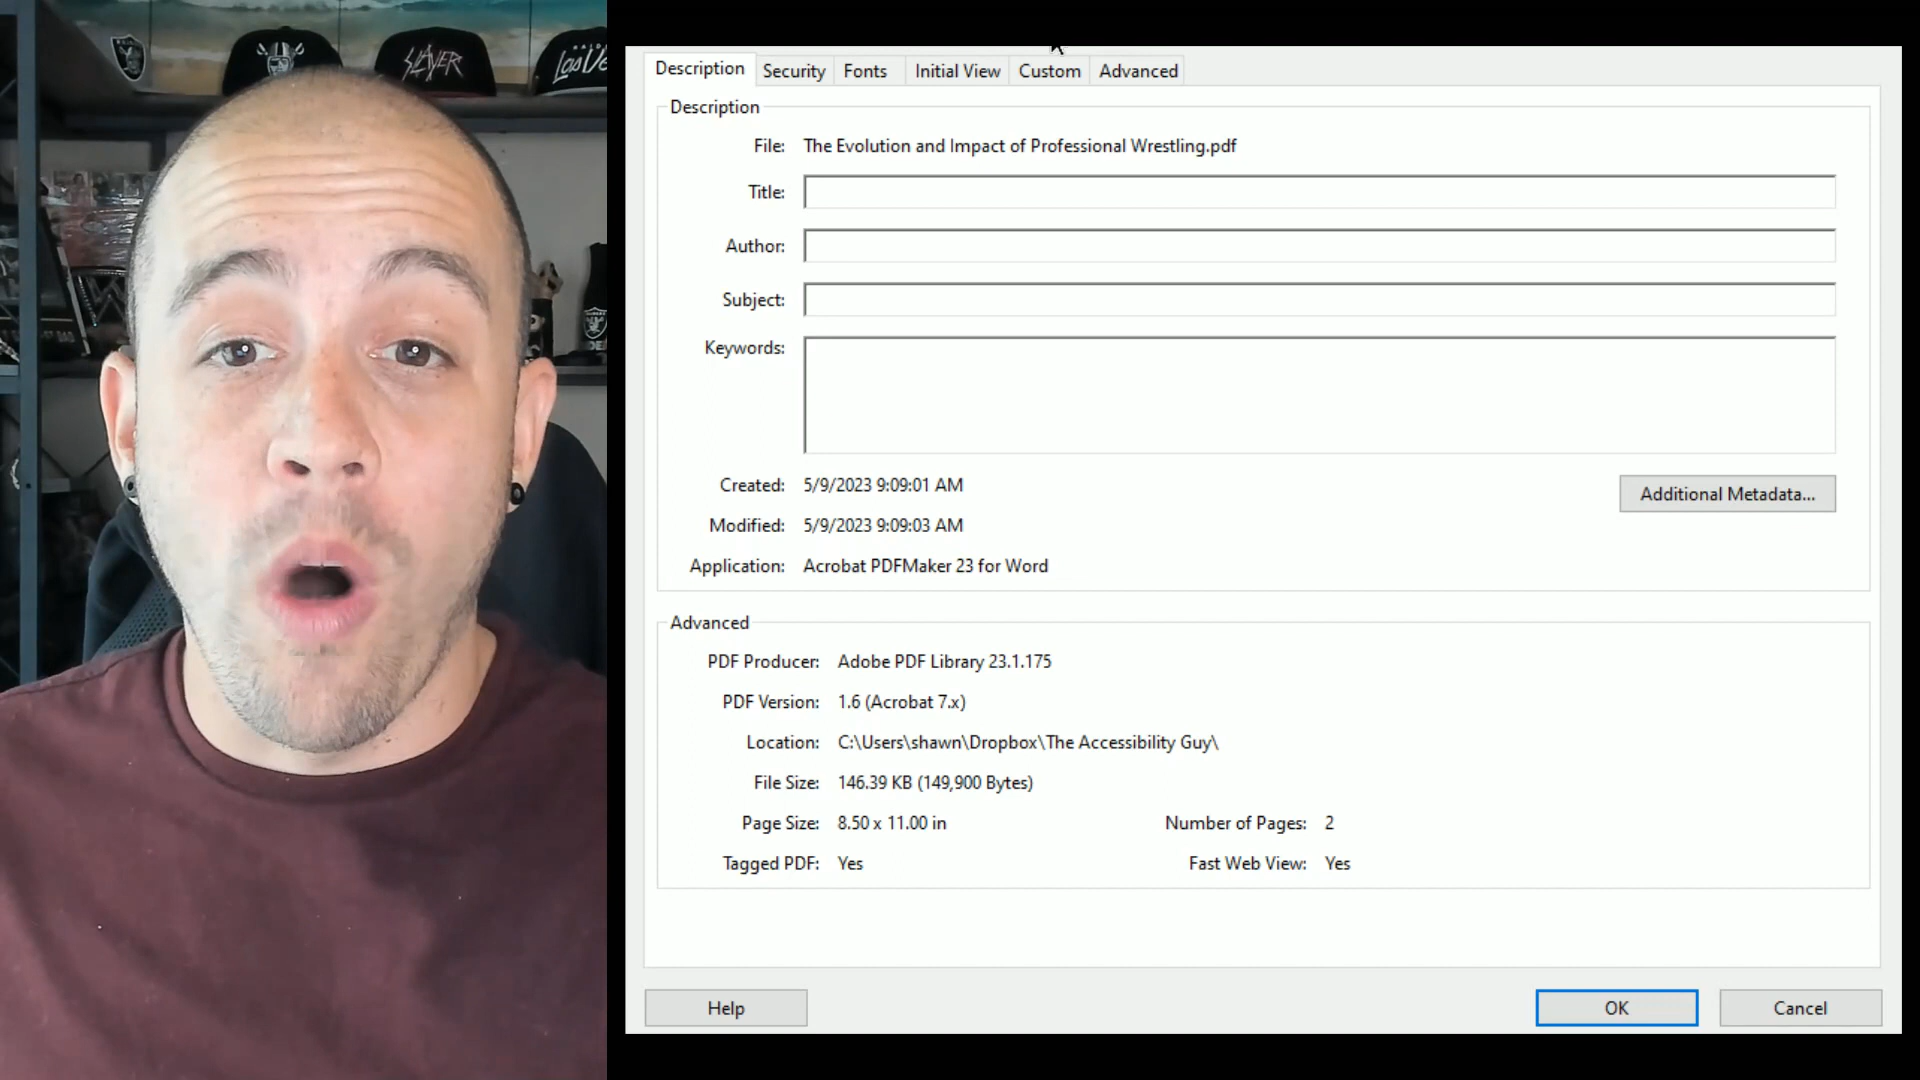 SLAYER
Description Security Fonts Initial View Custom Advanced
Description
File: The Evolution and Impact of Professional Wrestling.pdf
Title:
Author:
Subject:
Keywords:
Created: 5/9/2023 9:09:01 AM
Additional Metadata...
Modified: 5/9/2023 9:09:03 AM
Application: Acrobat PDFMaker 23 for Word
Advanced
PDF Producer: Adobe PDF Library 23.1.175
PDF Version: 1.6 (Acrobat 7.x)
Location: C:\Users\shawn\Dropbox\The Accessibility Guy\
File Size: 146.39 KB (149,900 Bytes)
Page Size: 8.50 x 11.00 in Number of Pages: 2
Tagged PDF: Yes Fast Web View: Yes
Help OK Cancel